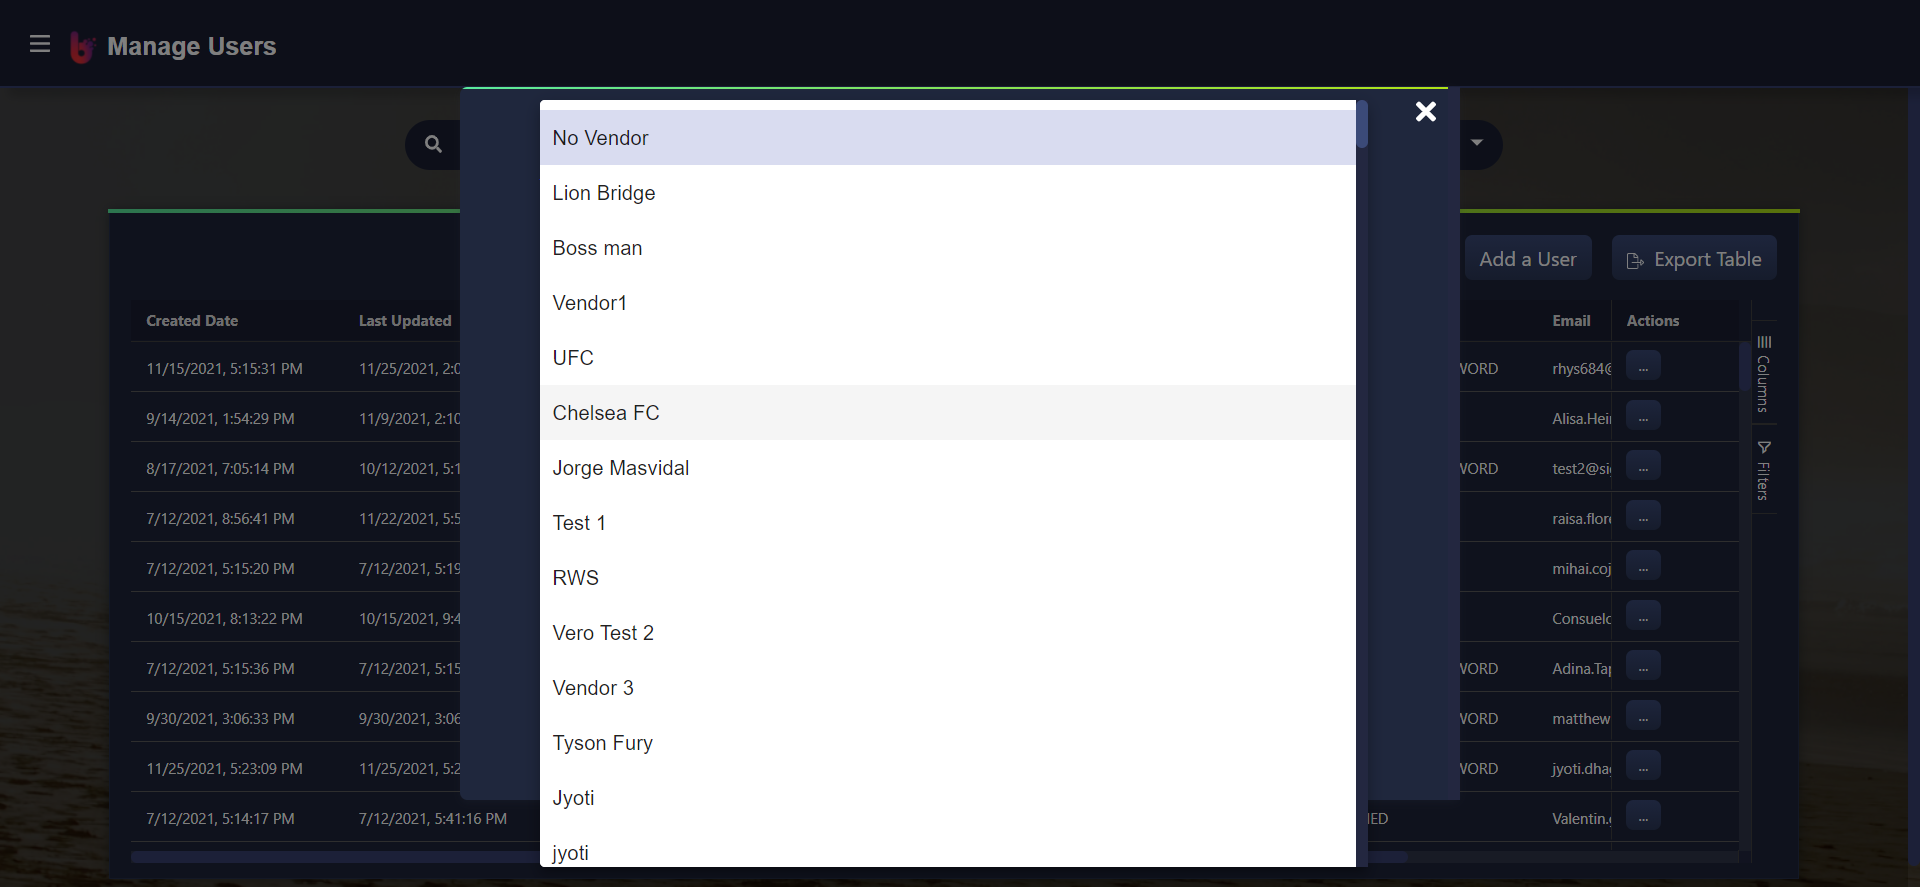 Manage Users
No Vendor
Lion Bridge
Boss man
Vendor1
UFC
Chelsea FC
Jorge Masvidal
Test 1
RWS
Vero Test 2
Vendor 3
Tyson Fury
Jyoti
jyoti
Add a User
Export Table
Created Date Last Updated Email Actions
11/15/2021, 5:15:31 PM 11/25/2021, 2:0 WORD rhys684@ ...
9/14/2021, 1:54:29 PM 11/9/2021, 2:10 Alisa.Hei ...
8/17/2021, 7:05:14 PM 10/12/2021, 5:1 WORD test2@si ...
7/12/2021, 8:56:41 PM 11/22/2021, 5:5 raisa.flor ...
7/12/2021, 5:15:20 PM 7/12/2021, 5:19 mihai.coj ...
10/15/2021, 8:13:22 PM 10/15/2021, 9:4 Consuelo ...
7/12/2021, 5:15:36 PM 7/12/2021, 5:15 WORD Adina.Ta ...
9/30/2021, 3:06:33 PM 9/30/2021, 3:06 WORD matthew ...
11/25/2021, 5:23:09 PM 11/25/2021, 5:2 WORD jyoti.dha ...
7/12/2021, 5:14:17 PM 7/12/2021, 5:41:16 PM NED Valentin. ...
Columns
Filters